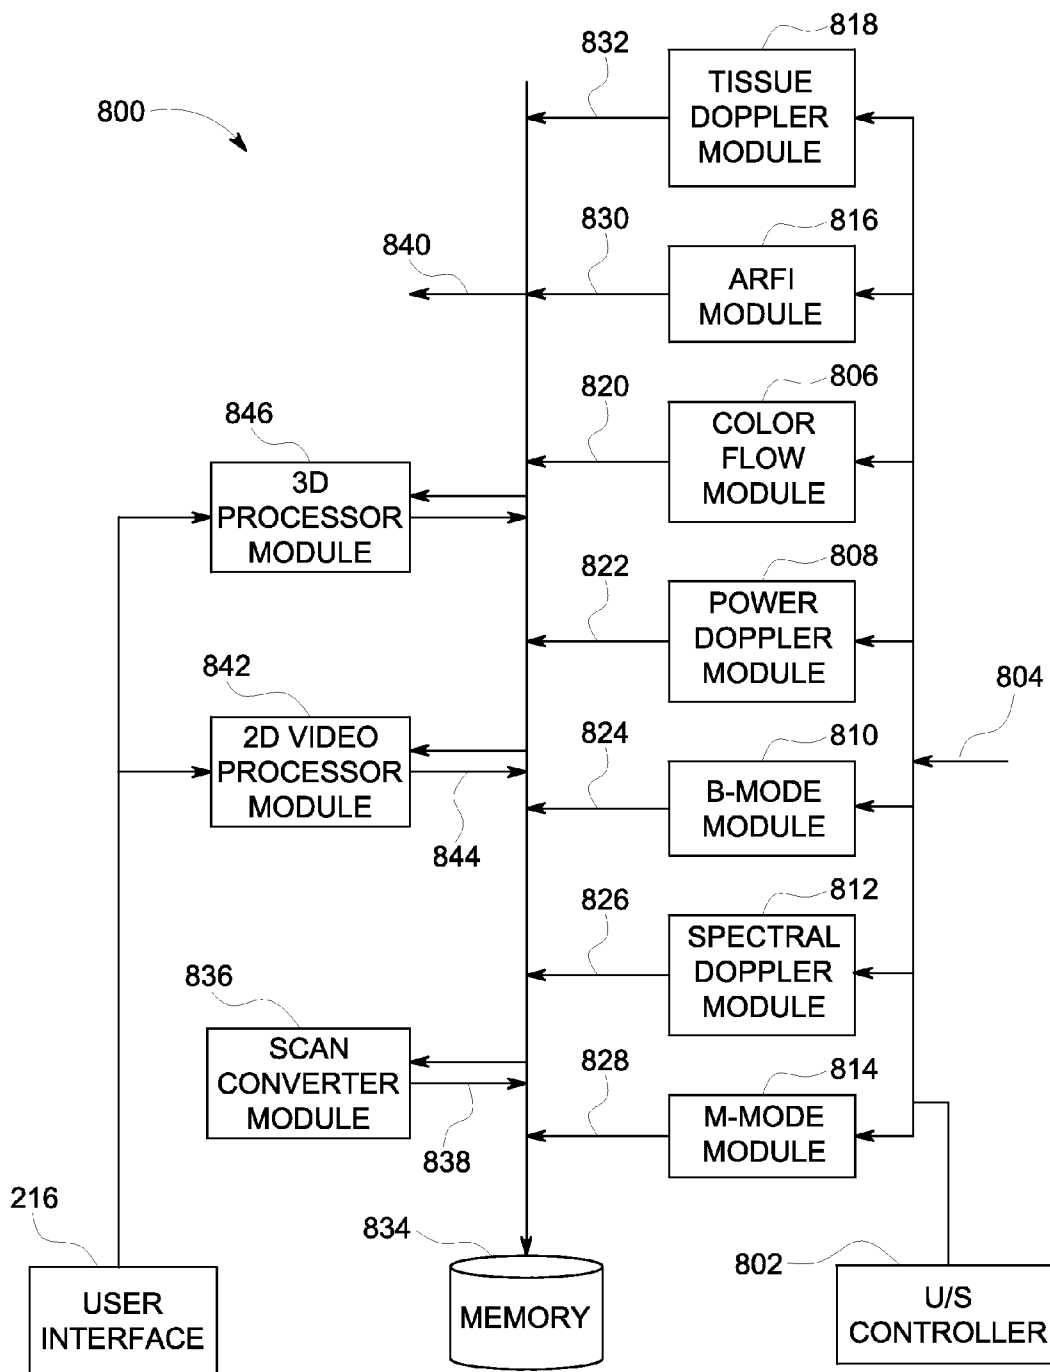 818
832
TISSUE
DOPPLER
MODULE
800
830
816
840
ARFI
MODULE
820
806
846
COLOR
FLOW
MODULE
3D
PROCESSOR
MODULE
822
808
POWER
DOPPLER
MODULE
842
804
2D VIDEO
PROCESSOR
MODULE
824
810
B-MODE
MODULE
844
826
812
SPECTRAL
DOPPLER
MODULE
836
SCAN
CONVERTER
MODULE
828
814
M-MODE
MODULE
838
216
834
802
USER
INTERFACE
MEMORY
U/S
CONTROLLER